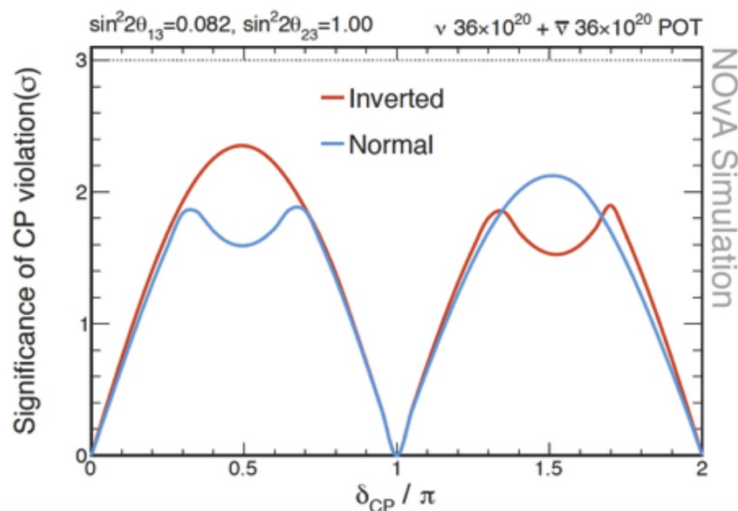 sin²2θ₁₃=0.082, sin²2θ₂₃=1.00
ν 36×10²⁰ + ν̅ 36×10²⁰ POT
Significance of CP violation(σ)
3
2
1
0
Inverted
Normal
NOvA Simulation
0
0.5
1
1.5
2
δCP / π